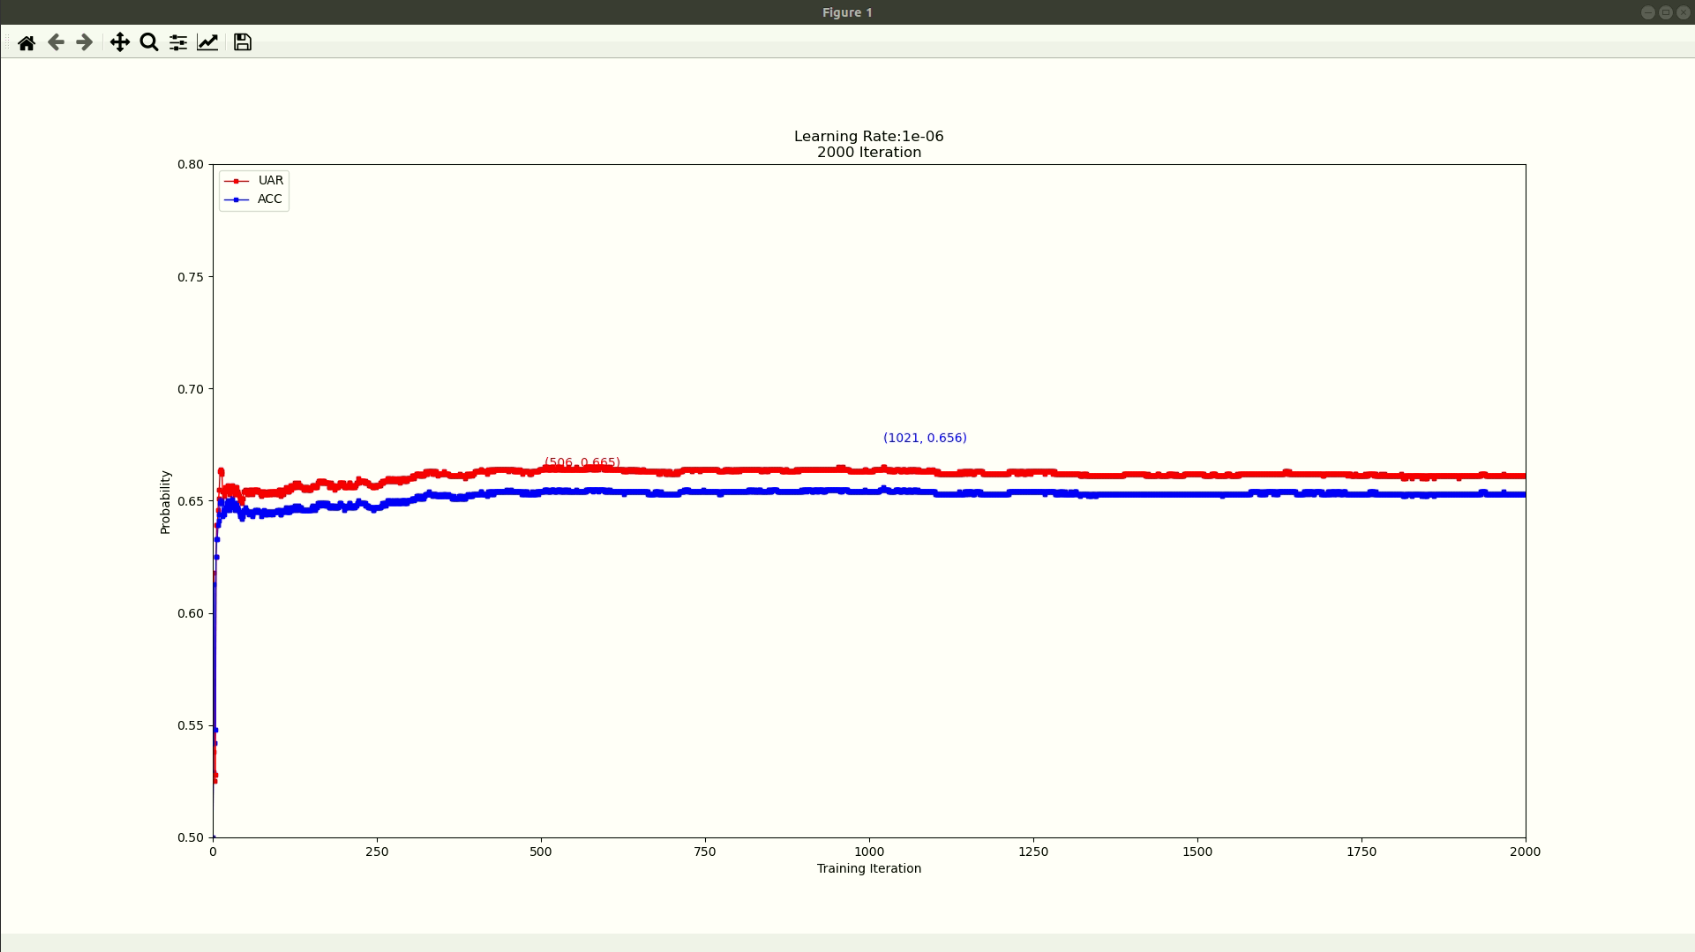 Figure 1
Learning Rate:1e-06
2000 Iteration
UAR
ACC
0.80
0.75
0.70
0.65
0.60
0.55
0.50
Probability
(506, 0.665)
(1021, 0.656)
0
250
500
750
1000
1250
1500
1750
2000
Training Iteration